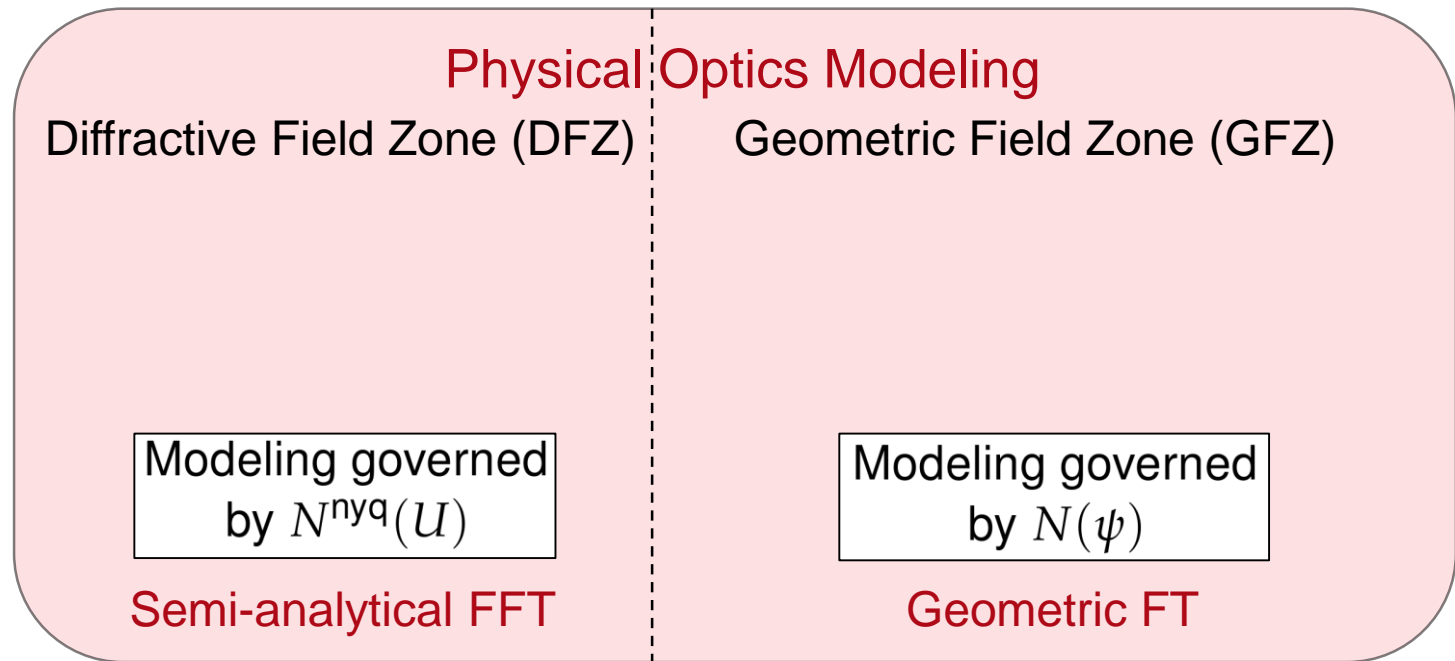 Physical Optics Modeling
Diffractive Field Zone (DFZ)
Geometric Field Zone (GFZ)
Modeling governed
by N^nyq(U)
Modeling governed
by N(ψ)
Semi-analytical FFT
Geometric FT